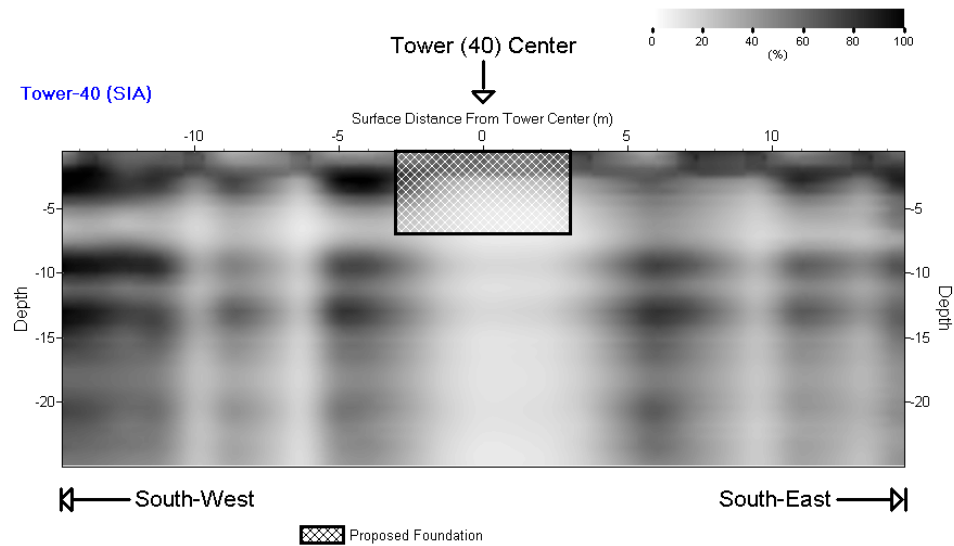 0 20 40 60 80 100
(%)
Tower (40) Center
Tower-40 (SIA)
Surface Distance From Tower Center (m)
-10 -5 0 5 10
-5 -5
-10 -10
Depth Depth
-15 -15
-20 -20
South-West South-East
Proposed Foundation